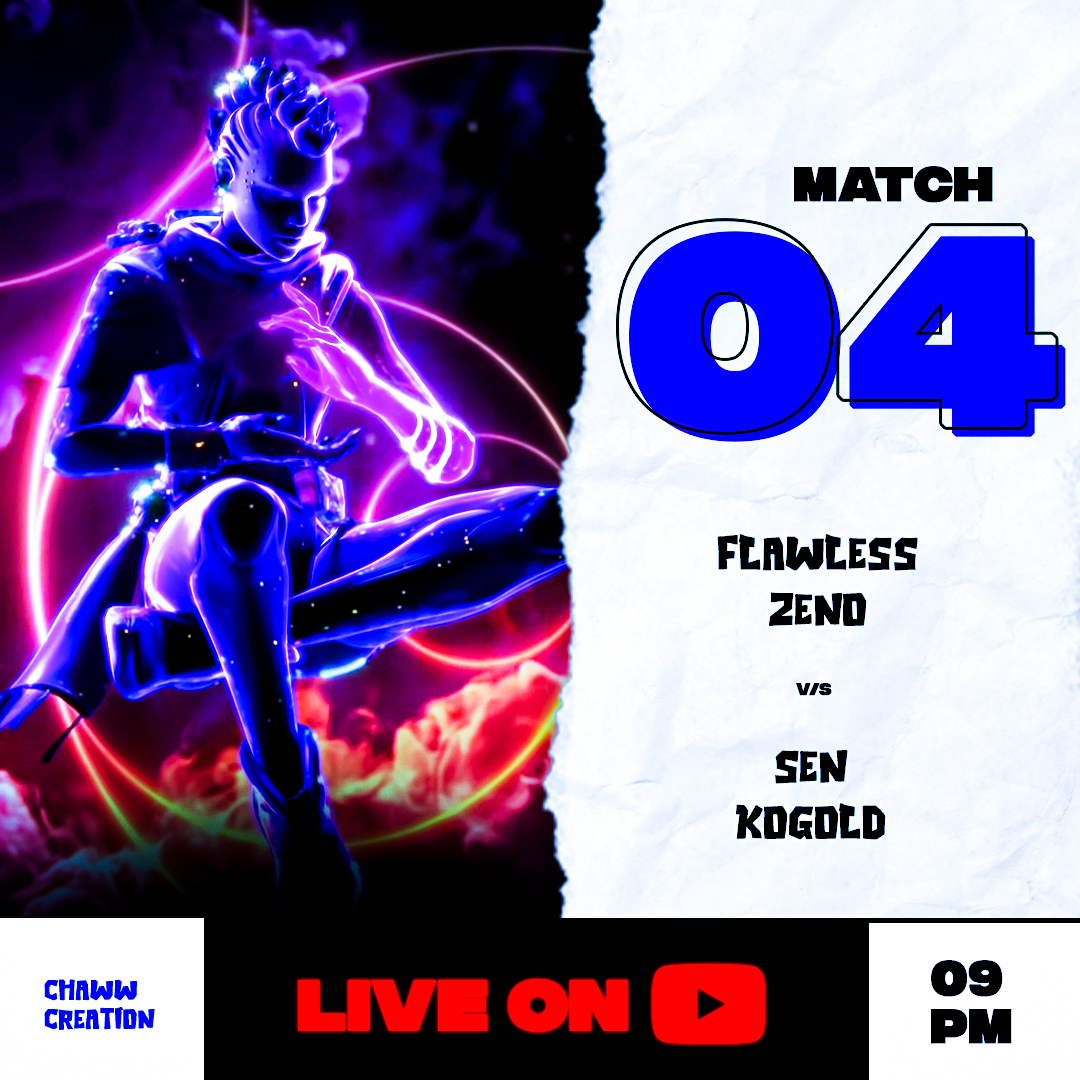 MATCH
04
FLAWLESS
ZENO
V/S
SEN
KOGOLD
CHAWW
CREATION
LIVE ON
09
PM